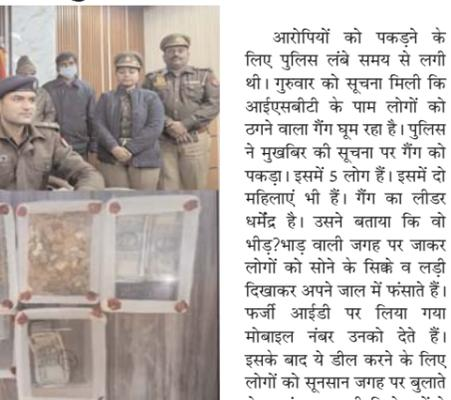 आरोपियों को पकड़ने के
लिए पुलिस लंबे समय से लगी
थी। गुरुवार को सूचना मिली कि
आईएसबीटी के पाम लोगों को
ठगने वाला गैंग घूम रहा है। पुलिस
ने मुखबिर की सूचना पर गैंग को
पकड़ा। इसमें 5 लोग हैं। इसमें दो
महिलाएं भी हैं। गैंग का लीडर
धर्मेंद्र है। उसने बताया कि वो
भीड़?भाड़ वाली जगह पर जाकर
लोगों को सोने के सिक्के व लड़ी
दिखाकर अपने जाल में फंसाते हैं।
फर्जी आईडी पर लिया गया
मोबाइल नंबर उनको देते हैं।
इसके बाद ये डील करने के लिए
लोगों को सूनसान जगह पर बुलाते